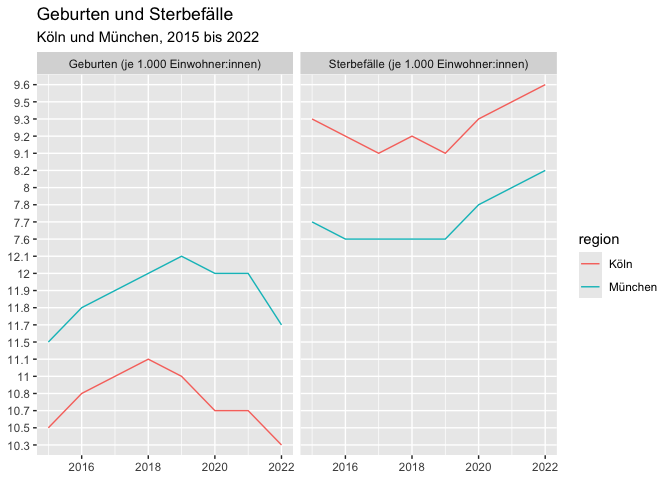 Geburten und Sterbefälle
Köln und München, 2015 bis 2022
Geburten (je 1.000 Einwohner:innen)
Sterbefälle (je 1.000 Einwohner:innen)
9.6
9.5
9.3
9.2
9.1
8.2
8
7.8
7.7
7.6
12.1
12
11.9
11.8
11.7
11.5
11.1
11
10.8
10.7
10.5
10.3
2016 2018 2020 2022
2016 2018 2020 2022
region
Köln
München